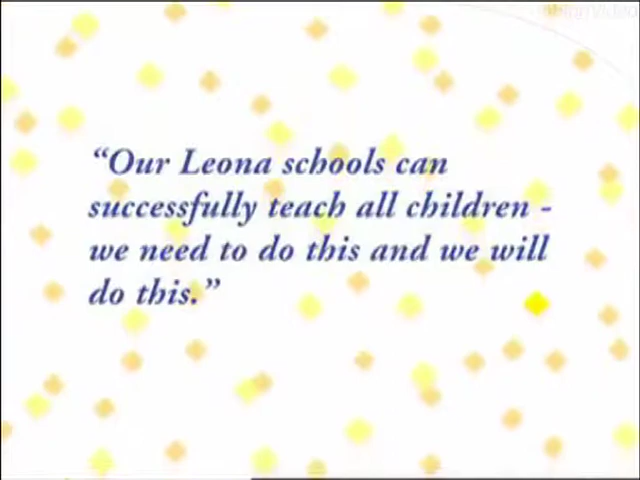 “Our Leona schools can
successfully teach all children -
we need to do this and we will
do this.”